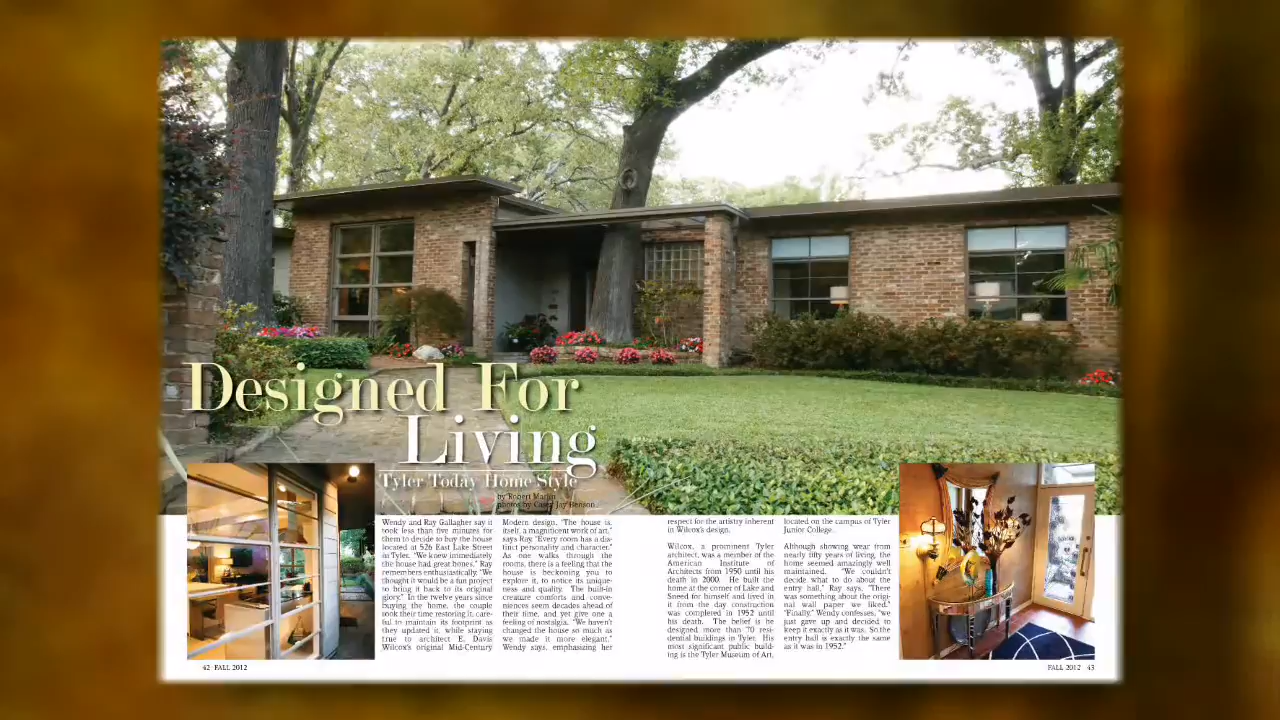 Designed For
Living
Tyler Today Home Style
by Robert Martin
photos by Casey Jay Benson
Wendy and Ray Gallagher say it
took less than five minutes for
them to decide to buy the house
located at 526 East Lake Street
in Tyler. "We knew immediately
the house had great bones," Ray
remembers enthusiastically. "We
thought it would be a fun project
to bring it back to its original
glory." In the twelve years since
buying the home, the couple
took their time restoring it, care-
ful to maintain its footprint as
they updated it, while staying
true to architect E. Davis
Wilcox's original Mid-Century
Modern design. "The house is,
itself, a magnificent work of art,"
says Ray. "Every room has a dis-
tinct personality and character."
As one walks through the
rooms, there is a feeling that the
house is beckoning you to
explore it, to notice its unique-
ness and quality. The built-in
creature comforts and conve-
niences seem decades ahead of
their time, and yet give one a
feeling of nostalgia. "We haven't
changed the house so much as
we made it more elegant,"
Wendy says, emphasizing her
respect for the artistry inherent
in Wilcox's design.
Wilcox, a prominent Tyler
architect, was a member of the
American Institute of
Architects from 1950 until his
death in 2000. He built the
home at the corner of Lake and
Sneed for himself and lived in
it from the day construction
was completed in 1952 until
his death. The belief is he
designed more than 70 resi-
dential buildings in Tyler. His
most significant public build-
ing is the Tyler Museum of Art,
located on the campus of Tyler
Junior College.
Although showing wear from
nearly fifty years of living, the
home seemed amazingly well
maintained. "We couldn't
decide what to do about the
entry hall," Ray says. "There
was something about the origi-
nal wall paper we liked."
"Finally," Wendy confesses, "we
just gave up and decided to
keep it exactly as it was. So the
entry hall is exactly the same
as it was in 1952."
42 FALL 2012
FALL 2012 43